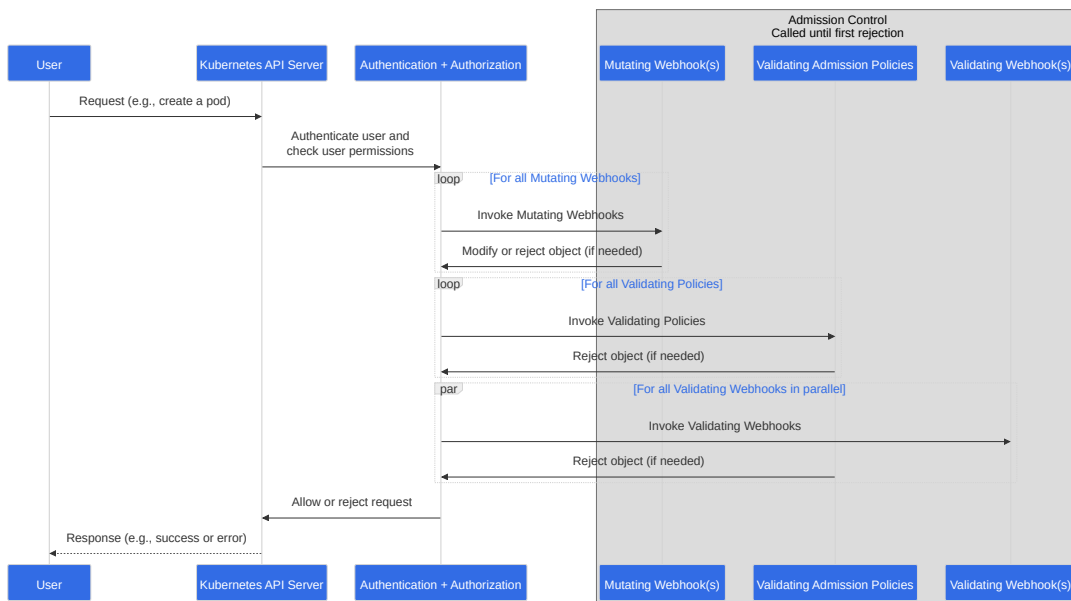 Admission Control
Called until first rejection
User
Kubernetes API Server
Authentication + Authorization
Mutating Webhook(s)
Validating Admission Policies
Validating Webhook(s)
Request (e.g., create a pod)
Authenticate user and
check user permissions
loop
[For all Mutating Webhooks]
Invoke Mutating Webhooks
Modify or reject object (if needed)
loop
[For all Validating Policies]
Invoke Validating Policies
Reject object (if needed)
par
[For all Validating Webhooks in parallel]
Invoke Validating Webhooks
Reject object (if needed)
Allow or reject request
Response (e.g., success or error)
User
Kubernetes API Server
Authentication + Authorization
Mutating Webhook(s)
Validating Admission Policies
Validating Webhook(s)